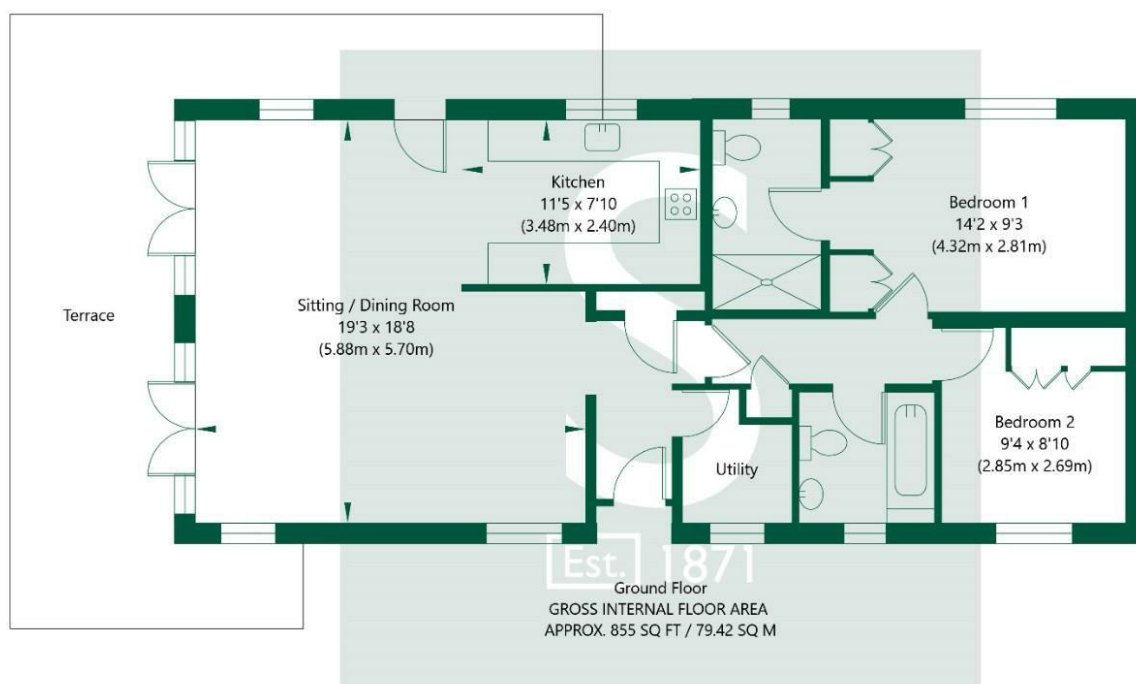 Kitchen
11'5 x 7'10
(3.48m x 2.40m)
Bedroom 1
14'2 x 9'3
(4.32m x 2.81m)
Terrace
Sitting / Dining Room
19'3 x 18'8
(5.88m x 5.70m)
Bedroom 2
9'4 x 8'10
(2.85m x 2.69m)
Utility
S
Est. 1871
Ground Floor
GROSS INTERNAL FLOOR AREA
APPROX. 855 SQ FT / 79.42 SQ M